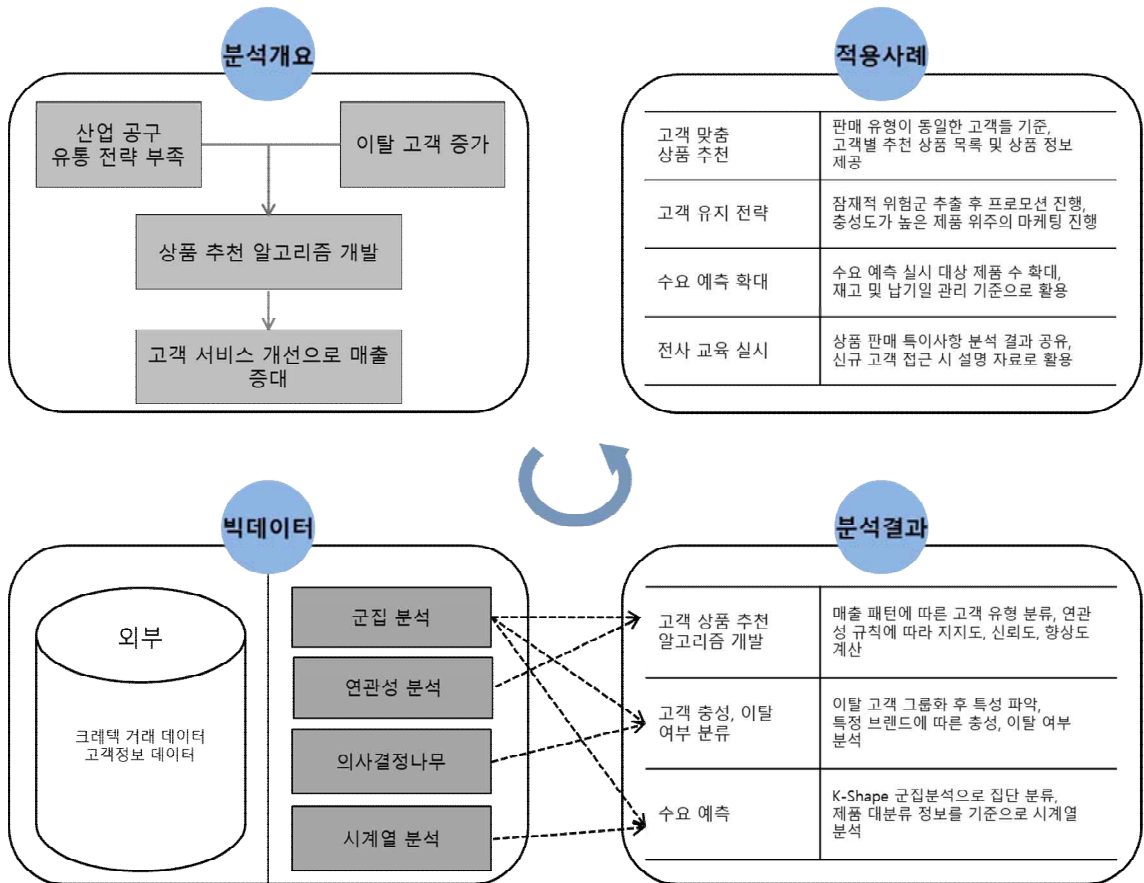 분석개요
산업 공구
유통 전략 부족
이탈 고객 증가
상품 추천 알고리즘 개발
고객 서비스 개선으로 매출
증대
적용사례
고객 맞춤
상품 추천
판매 유형이 동일한 고객들 기준,
고객별 추천 상품 목록 및 상품 정보
제공
고객 유지 전략
잠재적 위험군 추출 후 프로모션 진행,
충성도가 높은 제품 위주의 마케팅 진행
수요 예측 확대
수요 예측 실시 대상 제품 수 확대,
재고 및 납기일 관리 기준으로 활용
전사 교육 실시
상품 판매 특이사항 분석 결과 공유,
신규 고객 접근 시 설명 자료로 활용
빅데이터
외부
크레텍 거래 데이터
고객정보 데이터
군집 분석
연관성 분석
의사결정나무
시계열 분석
분석결과
고객 상품 추천
알고리즘 개발
매출 패턴에 따른 고객 유형 분류, 연관
성 규칙에 따라 지지도, 신뢰도, 향상도
계산
고객 충성, 이탈
여부 분류
이탈 고객 그룹화 후 특성 파악,
특정 브랜드에 따른 충성, 이탈 여부
분석
수요 예측
K-Shape 군집분석으로 집단 분류,
제품 대분류 정보를 기준으로 시계열
분석